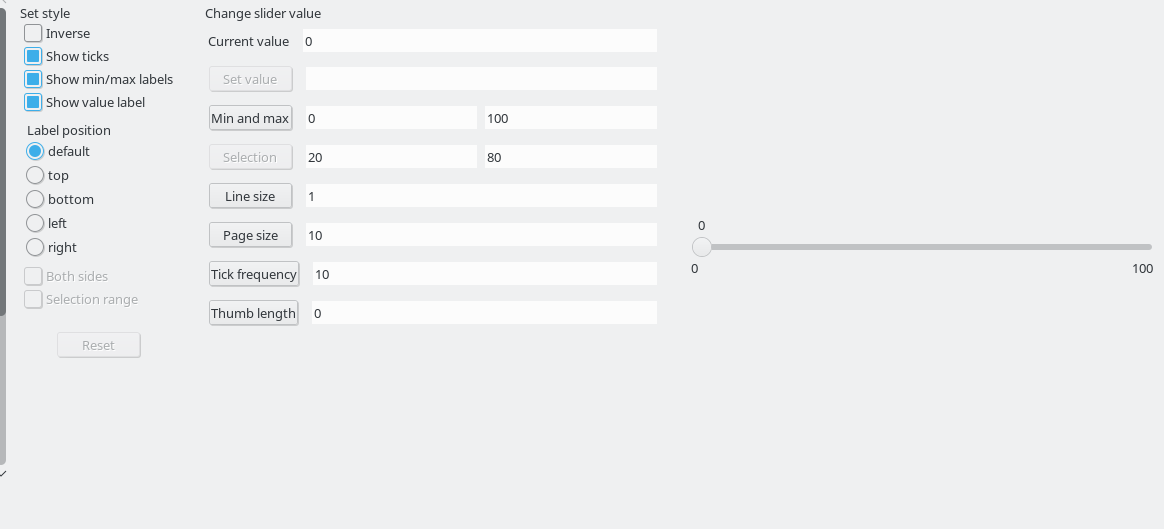 Set style
Inverse
Show ticks
Show min/max labels
Show value label
Label position
default
top
bottom
left
right
Both sides
Selection range
Reset
Change slider value
Current value 0
Set value
Min and max 0 100
Selection 20 80
Line size 1
Page size 10
Tick frequency 10
Thumb length 0
0
0 100